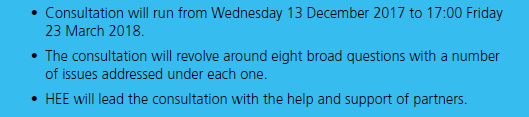 • Consultation will run from Wednesday 13 December 2017 to 17:00 Friday
23 March 2018.
• The consultation will revolve around eight broad questions with a number
of issues addressed under each one.
• HEE will lead the consultation with the help and support of partners.